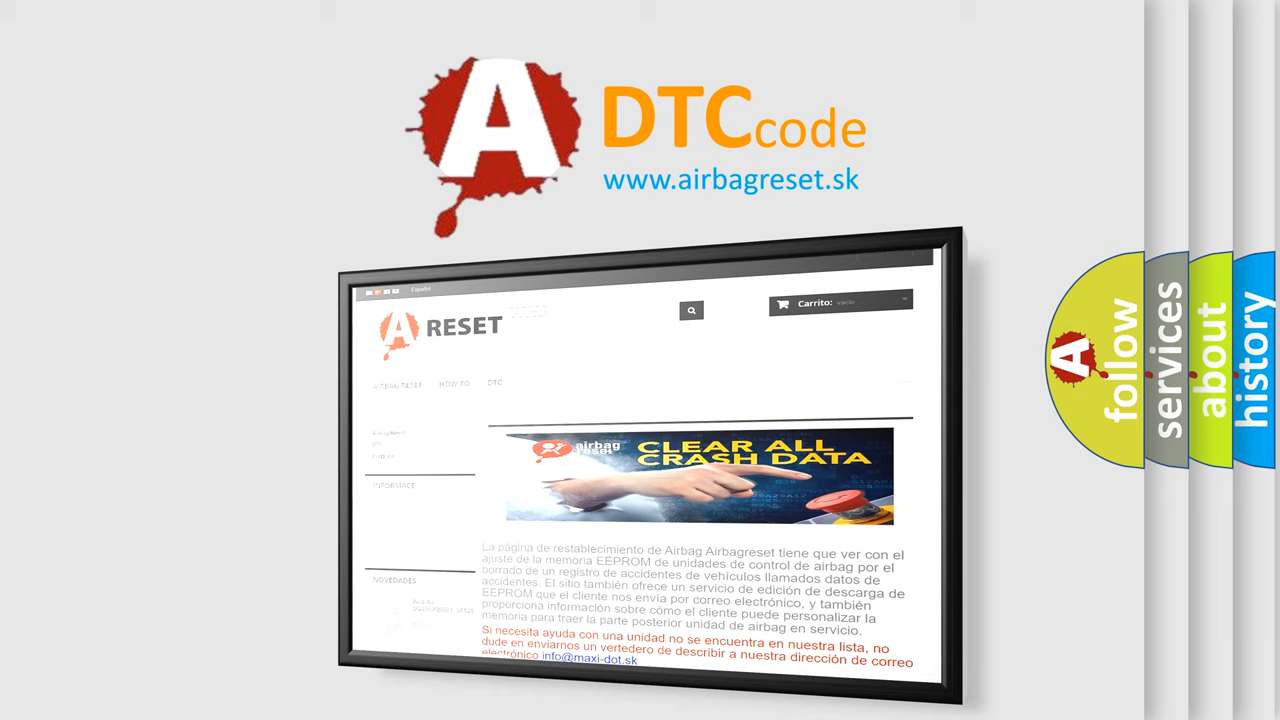 A DTCcode
www.airbagreset.sk
Español
A RESET
Carrito: vacío
AIRBAG RESET HOW TO DTC
Airbag Reset
DTC
INFORMACE
airbag
reset
CLEAR ALL
CRASH DATA
La página de restablecimiento de Airbag Airbagreset tiene que ver con el
ajuste de la memoria EEPROM de unidades de control de airbag por el
borrado de un registro de accidentes de vehículos llamados datos de
accidentes. El sitio también ofrece un servicio de edición de descarga de
EEPROM que el cliente nos envía por correo electrónico, y también
proporciona información sobre cómo el cliente puede personalizar la
memoria para traer la parte posterior unidad de airbag en servicio.
Si necesita ayuda con una unidad no se encuentra en nuestra lista, no
dude en enviarnos un vertedero de describir a nuestra dirección de correo
electrónico info@maxi-dot.sk
NOVEDADES
A follow
services
about
history